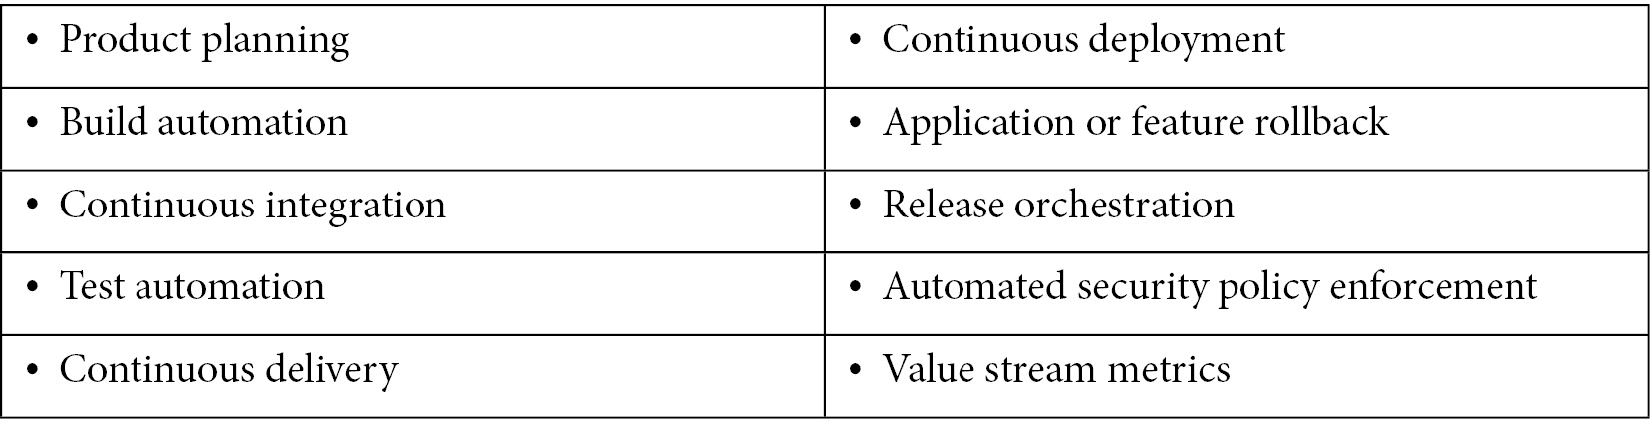 • Product planning
• Continuous deployment
• Build automation
• Application or feature rollback
• Continuous integration
• Release orchestration
• Test automation
• Automated security policy enforcement
• Continuous delivery
• Value stream metrics